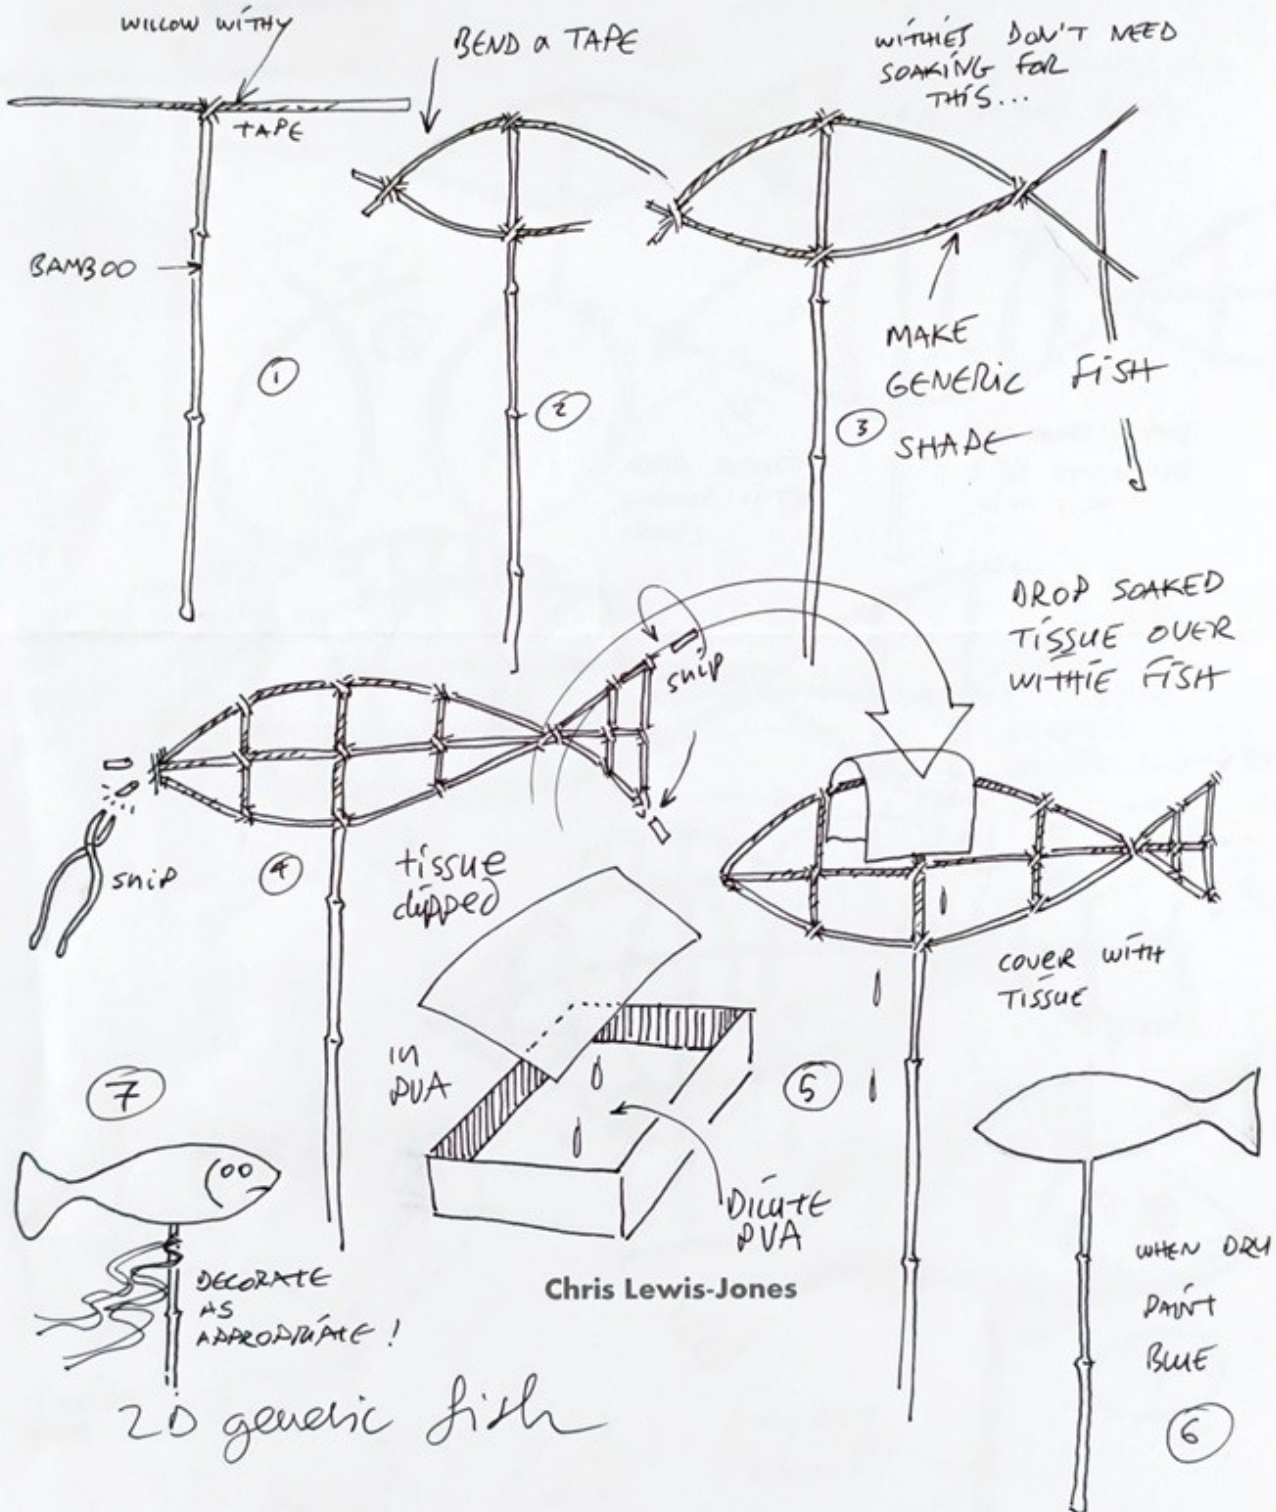 WILLOW WITHY
TAPE
BAMBOO
1
BEND & TAPE
2
WITHIES DON'T NEED
SOAKING FOR
THIS...
MAKE
GENERIC FISH
SHAPE
3
snip
snip
4
tissue
dipped
in
PVA
DILUTE
PVA
DROP SOAKED
TISSUE OVER
WITHIE FISH
COVER WITH
TISSUE
5
WHEN DRY
PAINT
BLUE
6
7
DECORATE
AS
APPROPRIATE!
Chris Lewis-Jones
2D generic fish